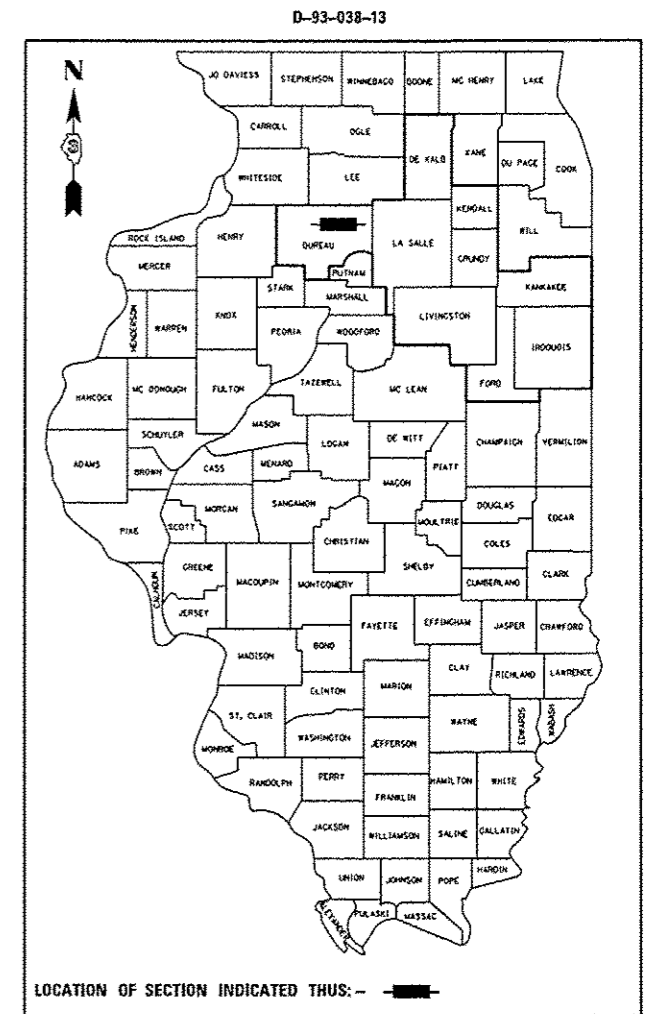 D-93-038-13
N
JO DAVIESS STEPHENSON WINNEBAGO BOONE MC HENRY LAKE
CARROLL OGLE
DE KALB KANE
DU PAGE COOK
WHITESIDE LEE
KENDALL
ROCK ISLAND HENRY BUREAU LA SALLE WILL
GRUNDY
MERCER PUTNAM
STARK KANKAKEE
MARSHALL
HENDERSON WARREN KNOX LIVINGSTON
PEORIA WOODFORD
IROQUOIS
HANCOCK MC DONOUGH FULTON TAZEWELL MC LEAN FORD
MASON
SCHUYLER LOGAN DE WITT CHAMPAIGN VERMILION
ADAMS BROWN CASS MENARD PIATT
MACON
MORGAN SANGAMON DOUGLAS
PIKE SCOTT MOULTRIE EDGAR
CHRISTIAN COLES
GREENE SHELBY
CALHOUN MACOUPIN MONTGOMERY CUMBERLAND CLARK
JERSEY
FAYETTE EFFINGHAM JASPER CRAWFORD
MADISON BOND
CLAY RICHLAND LAWRENCE
CLINTON MARION
ST. CLAIR WAYNE EDWARDS WABASH
WASHINGTON JEFFERSON
MONROE
RANDOLPH PERRY HAMILTON WHITE
FRANKLIN
JACKSON WILLIAMSON SALINE GALLATIN
HARDIN
UNION JOHNSON POPE
ALEXANDER PULASKI MASSAC
LOCATION OF SECTION INDICATED THUS: -